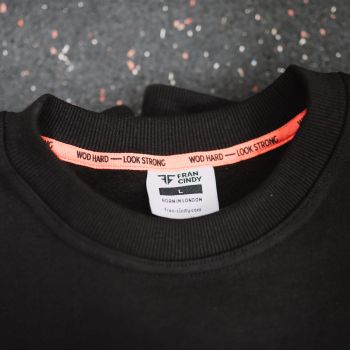 WOD HARD — LOOK STRONG WOD HARD — LOOK STRONG
FRAN
CINDY
L
BORN IN LONDON
fran-cindy.com